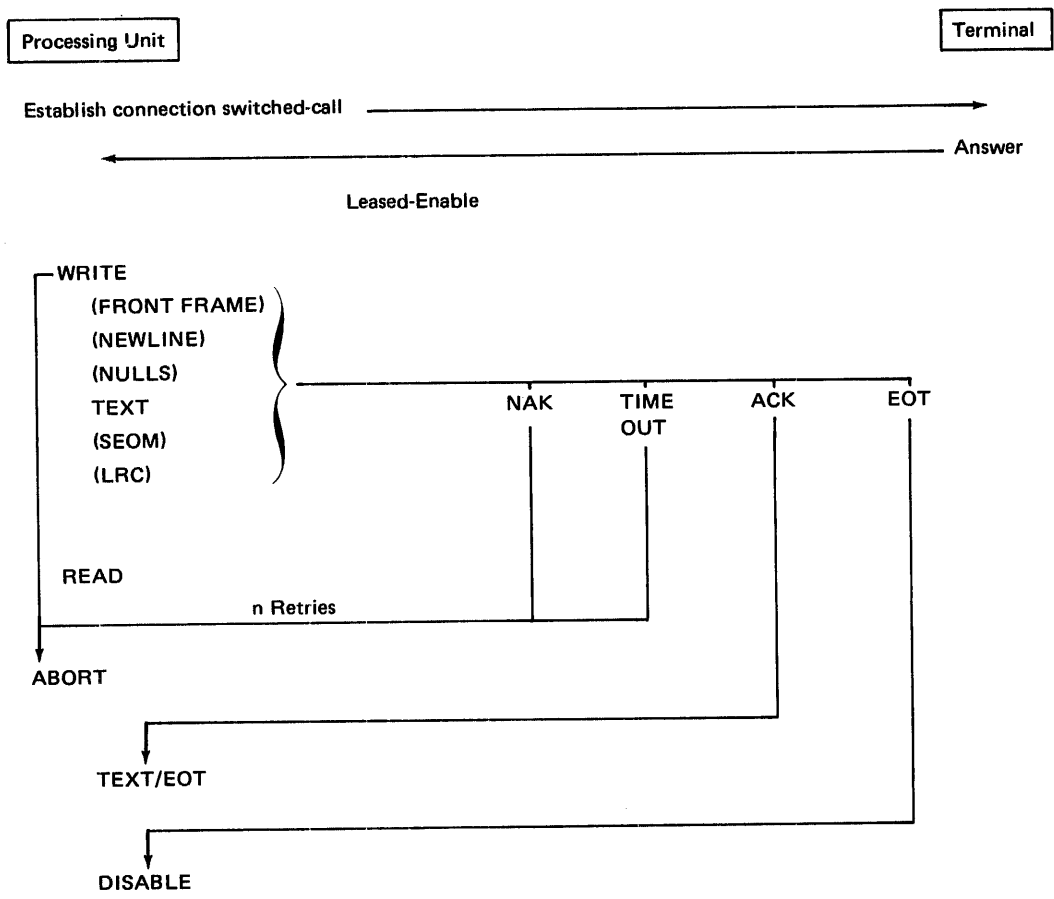 Processing Unit
Terminal
Establish connection switched-call
Answer
Leased-Enable
WRITE
(FRONT FRAME)
(NEWLINE)
(NULLS)
TEXT
(SEOM)
(LRC)
NAK
TIME
OUT
ACK
EOT
READ
n Retries
ABORT
TEXT/EOT
DISABLE